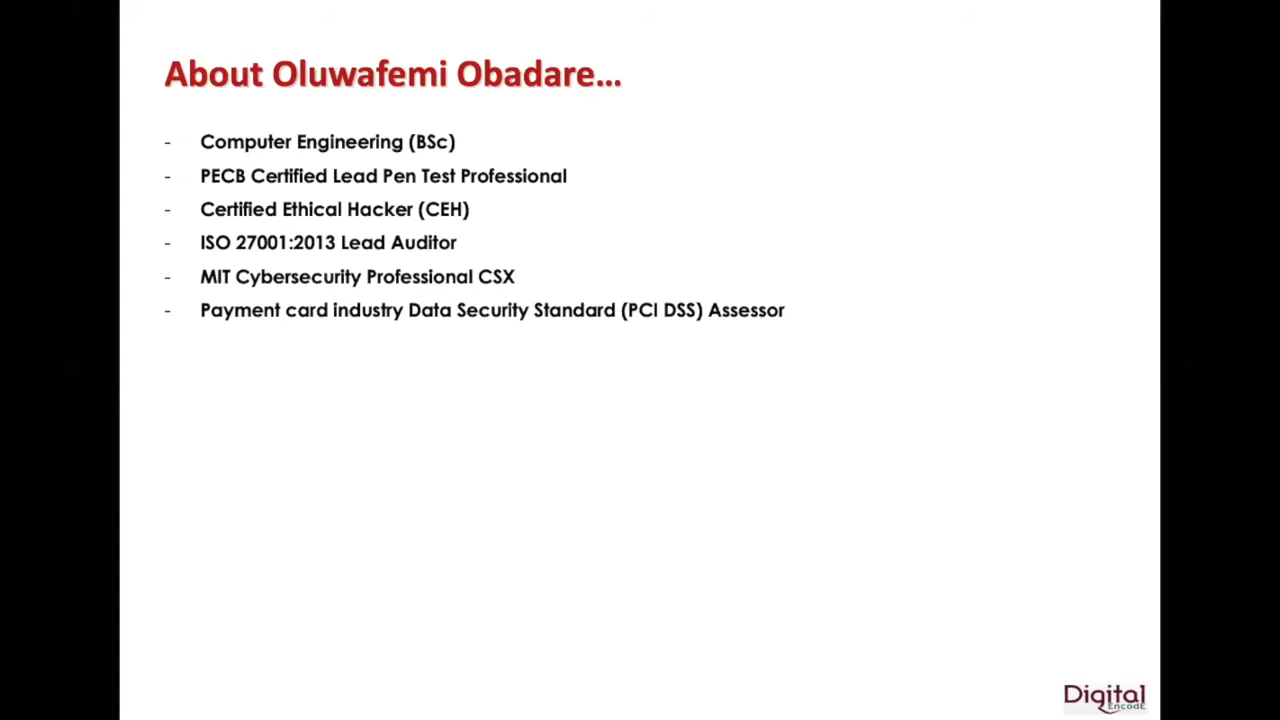 About Oluwafemi Obadare...
- Computer Engineering (BSc)
- PECB Certified Lead Pen Test Professional
- Certified Ethical Hacker (CEH)
- ISO 27001:2013 Lead Auditor
- MIT Cybersecurity Professional CSX
- Payment card industry Data Security Standard (PCI DSS) Assessor
Digital
EncodE